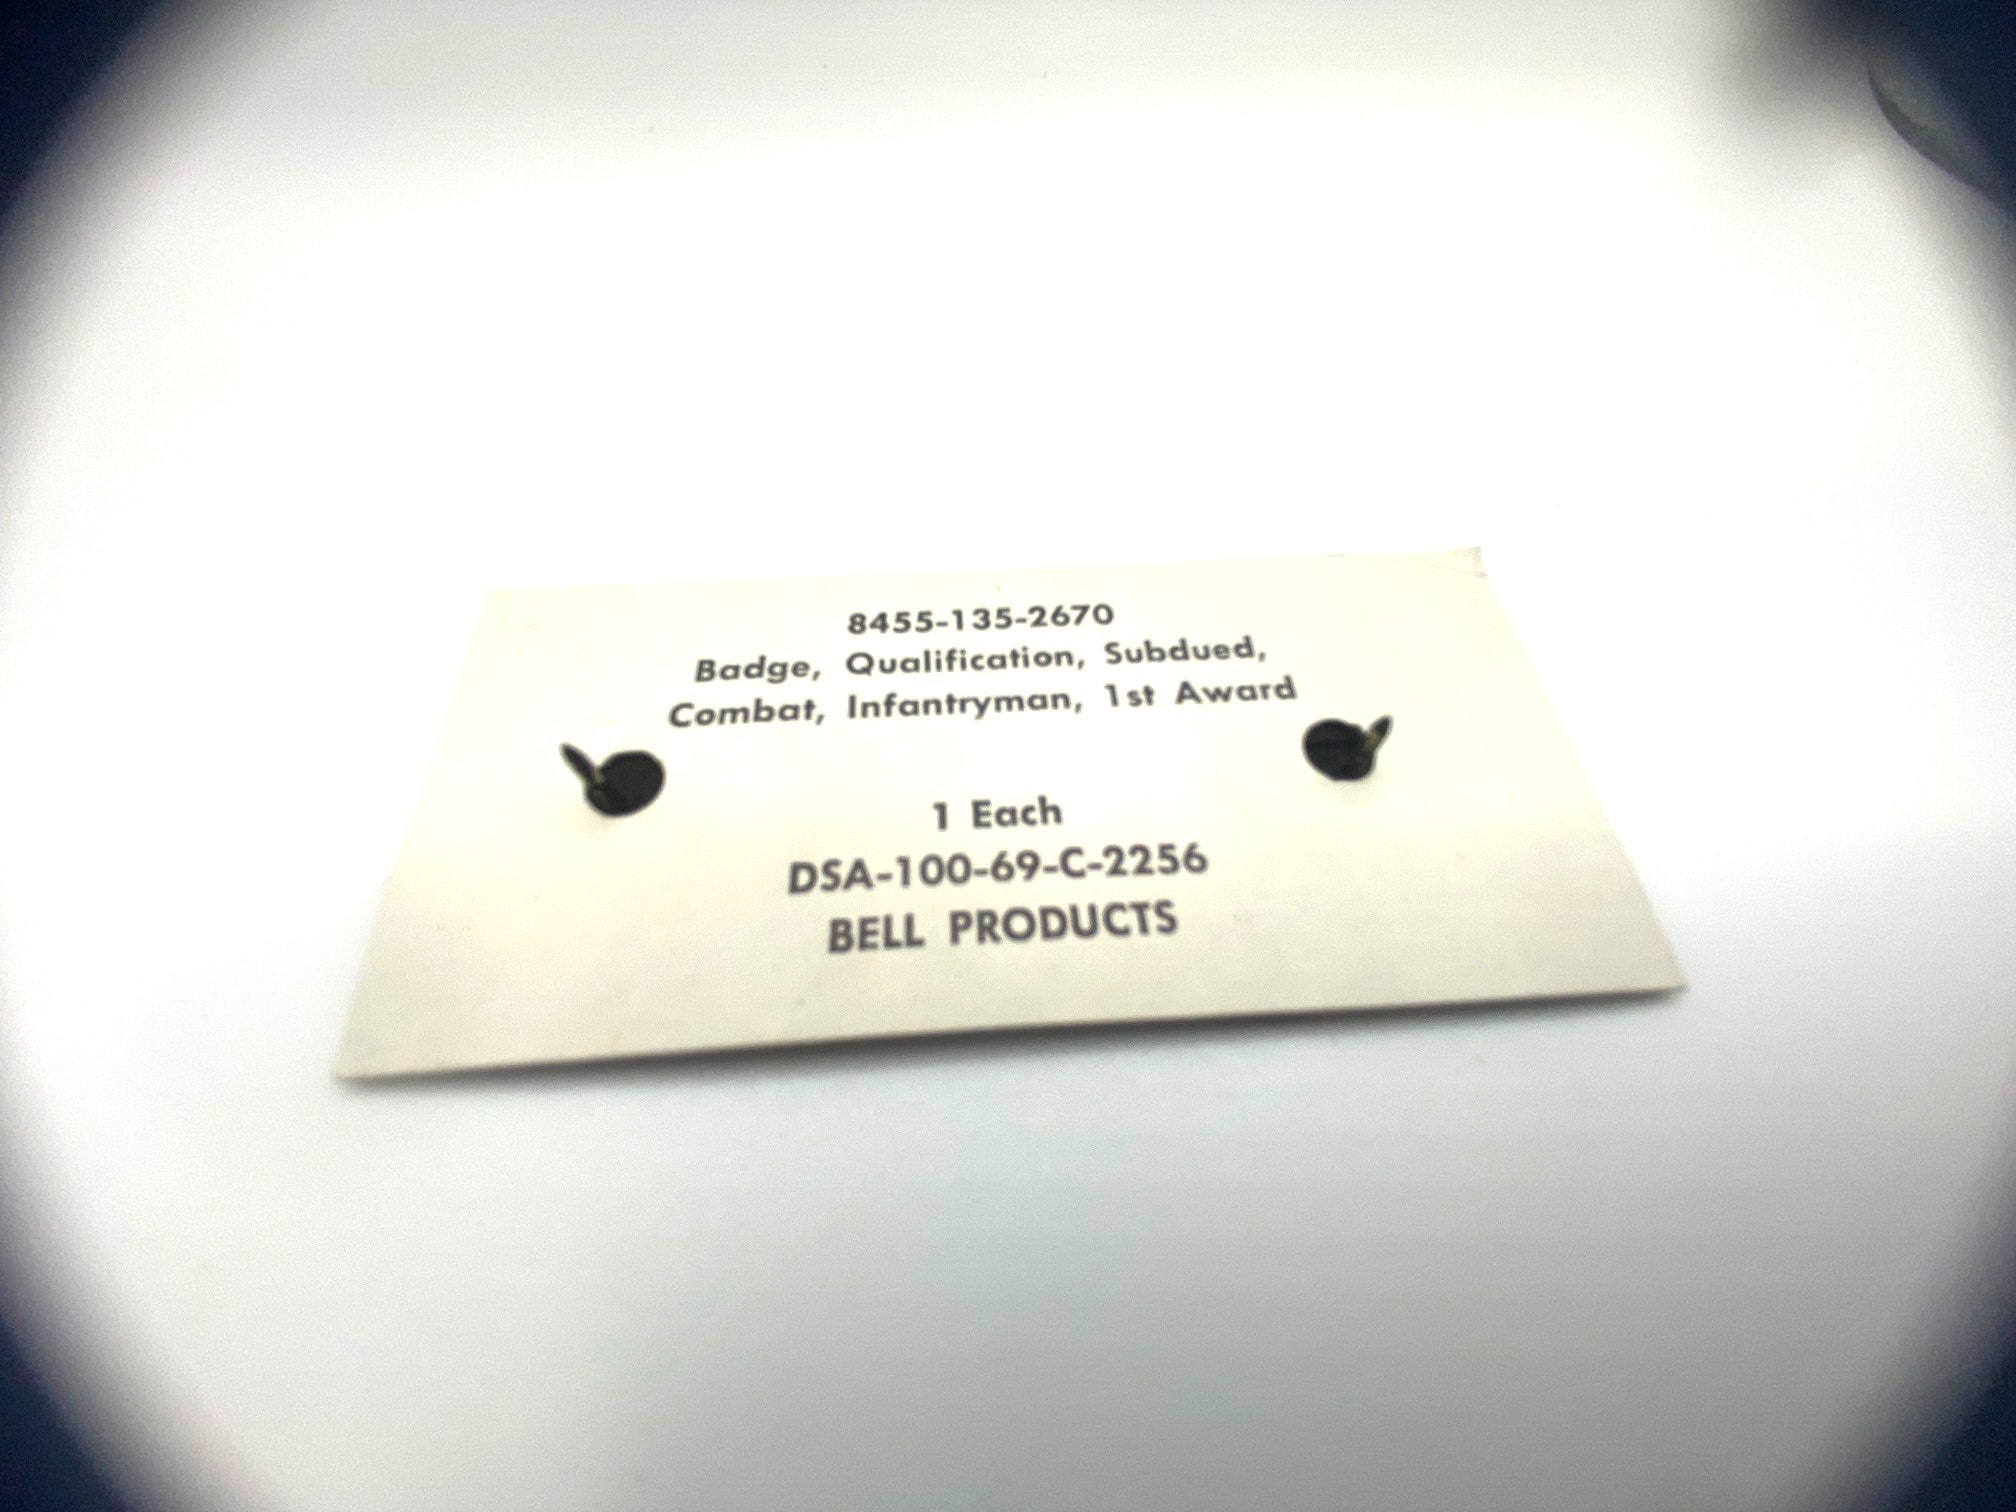 8455-135-2670
Badge, Qualification, Subdued,
Combat, Infantryman, 1st Award
1 Each
DSA-100-69-C-2256
BELL PRODUCTS